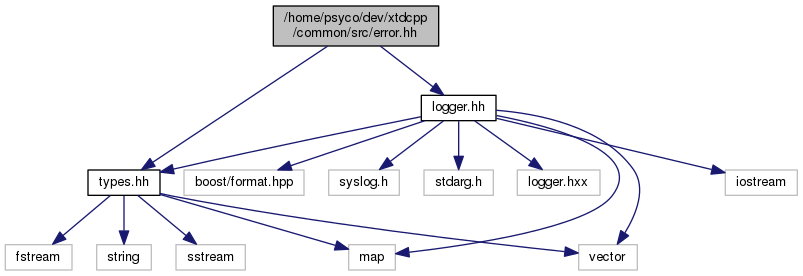 /home/psyco/dev/xtdcpp
/common/src/error.hh
logger.hh
types.hh
boost/format.hpp
syslog.h
stdarg.h
logger.hxx
iostream
fstream
string
sstream
map
vector